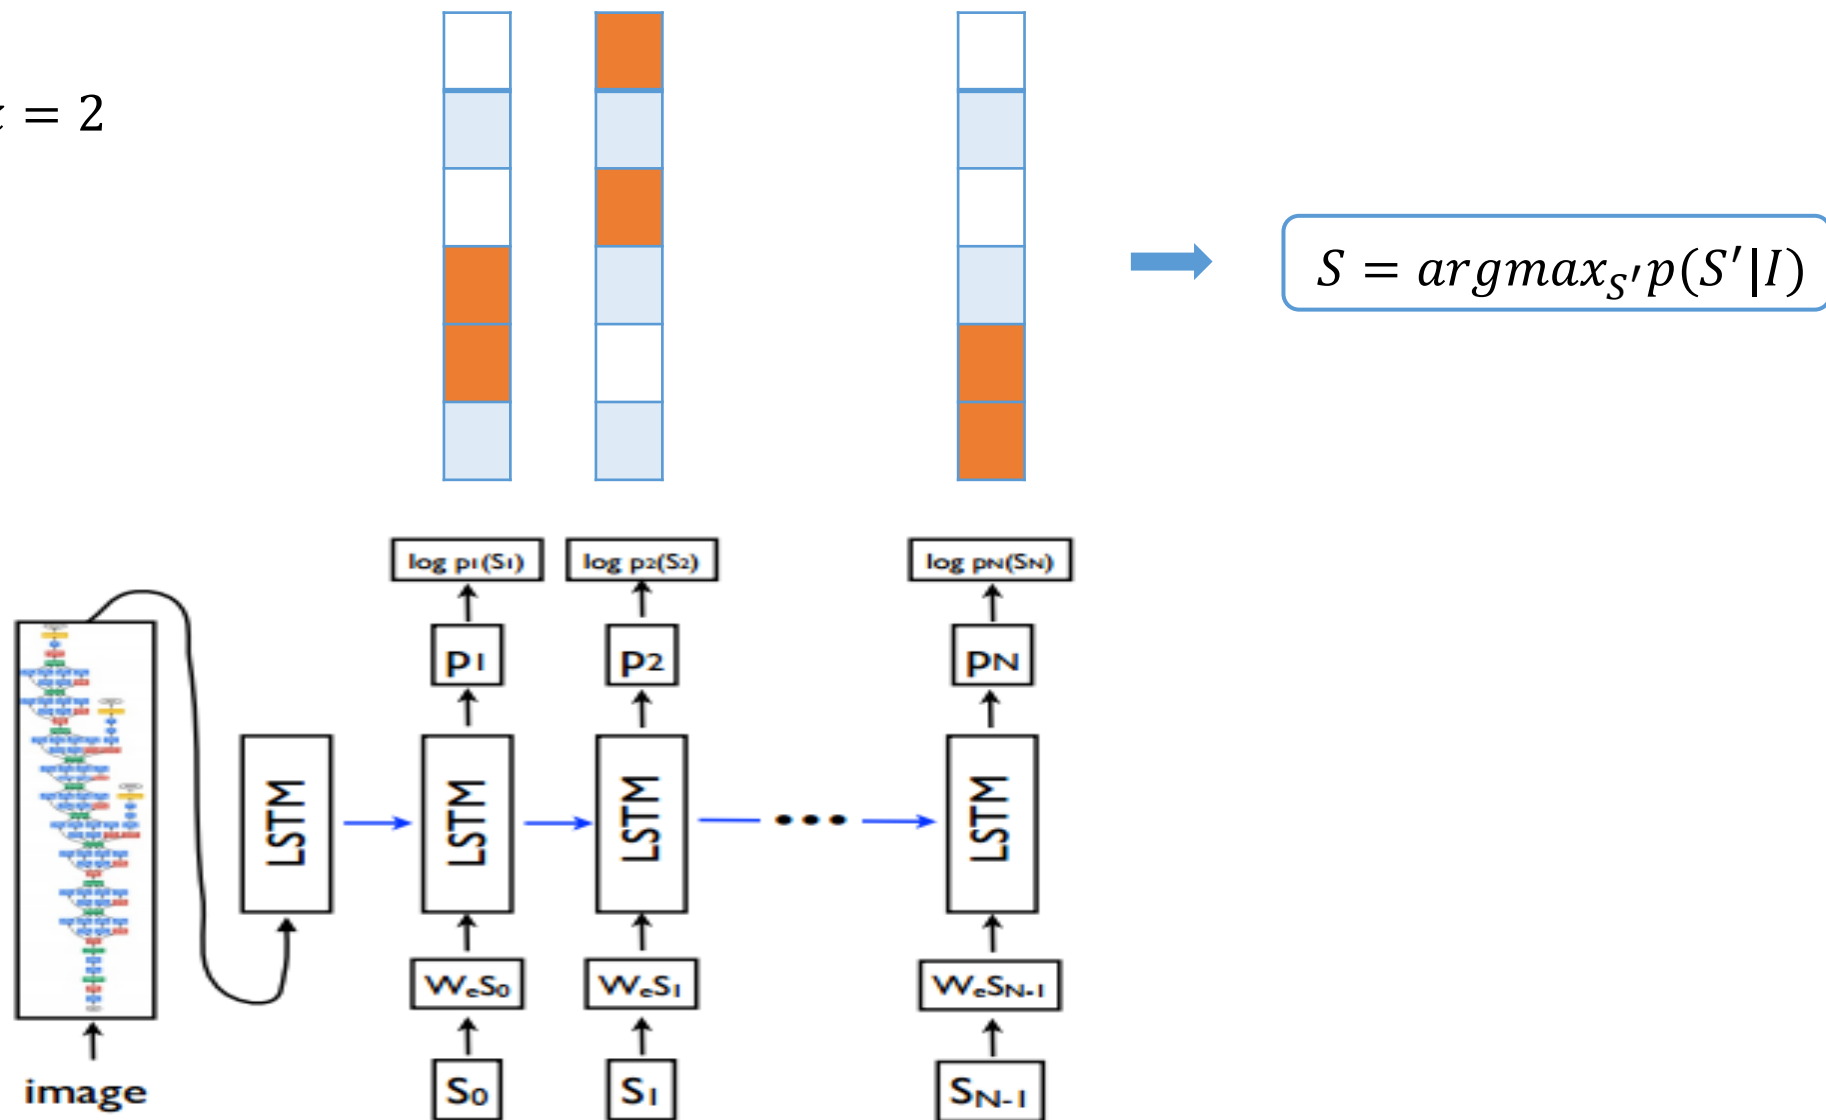 = 2
S = argmax_{S'} p(S'|I)
log p1(S1) log p2(S2) log pN(SN)
p1 p2 pN
LSTM LSTM LSTM LSTM
WeS0 WeS1 WeSN-1
image S0 S1 SN-1